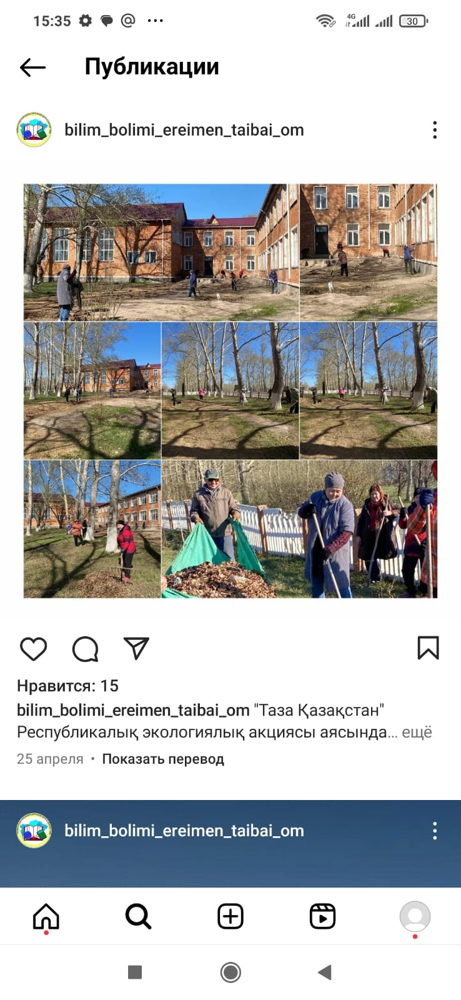 15:35
4G
30
Публикации
bilim_bolimi_ereimen_taibai_om
Нравится: 15
bilim_bolimi_ereimen_taibai_om "Таза Қазақстан"
Республикалық экологиялық акциясы аясында... ещё
25 апреля • Показать перевод
bilim_bolimi_ereimen_taibai_om